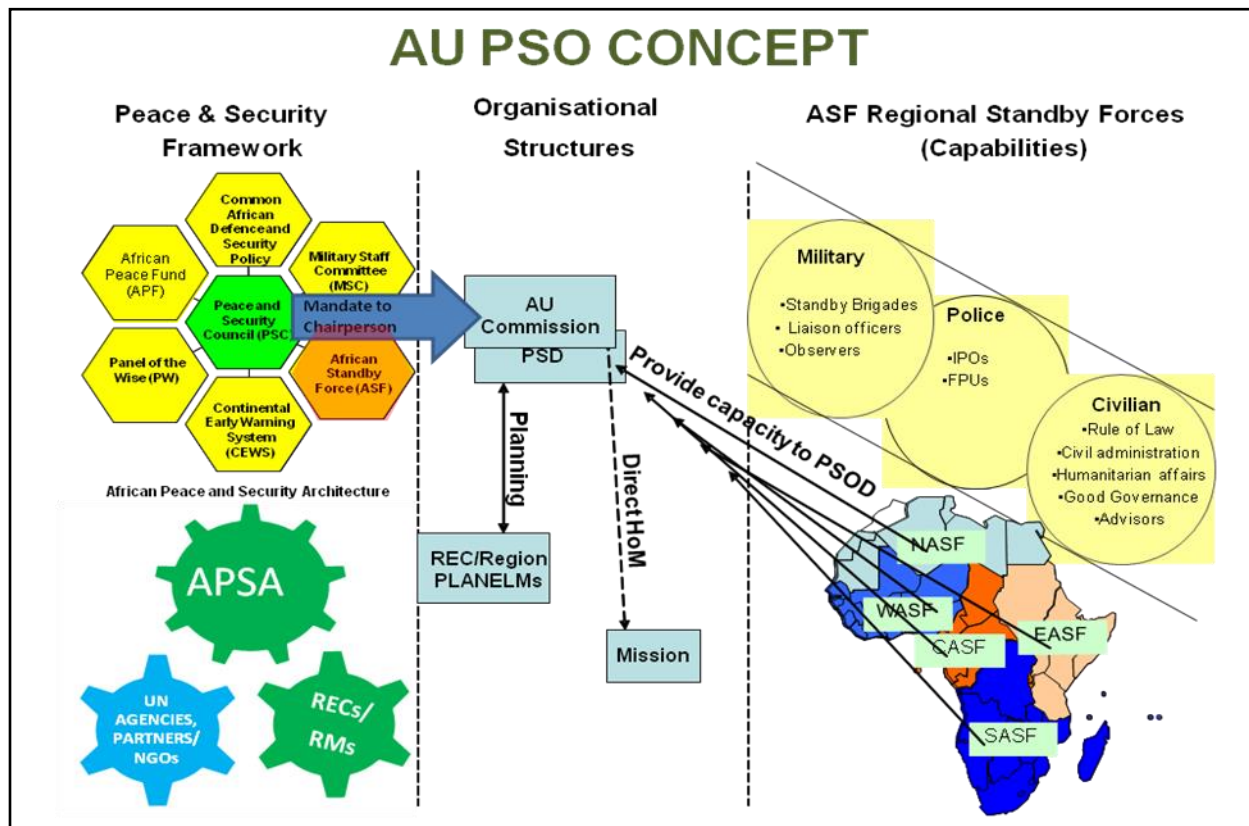 AU PSO CONCEPT
Peace & Security
Framework
Common
African
Defence and
Security
Policy
African
Peace Fund
(APF)
Military Staff
Committee
(MSC)
Peace and
Security
Council (PSC)
Mandate to
Chairperson
Panel of the
Wise (PW)
African
Standby
Force (ASF)
Continental
Early Warning
System
(CEWS)
African Peace and Security Architecture
APSA
UN
AGENCIES,
PARTNERS/
NGOs
RECs/
RMs
Organisational
Structures
AU
Commission
PSD
Planning
Direct HoM
REC/Region
PLANELMs
Mission
Provide capacity to PSOD
ASF Regional Standby Forces
(Capabilities)
Military
•Standby Brigades
• Liaison officers
•Observers
Police
•IPOs
•FPUs
Civilian
•Rule of Law
•Civil administration
•Humanitarian affairs
•Good Governance
•Advisors
NASF
WASF
CASF
EASF
SASF